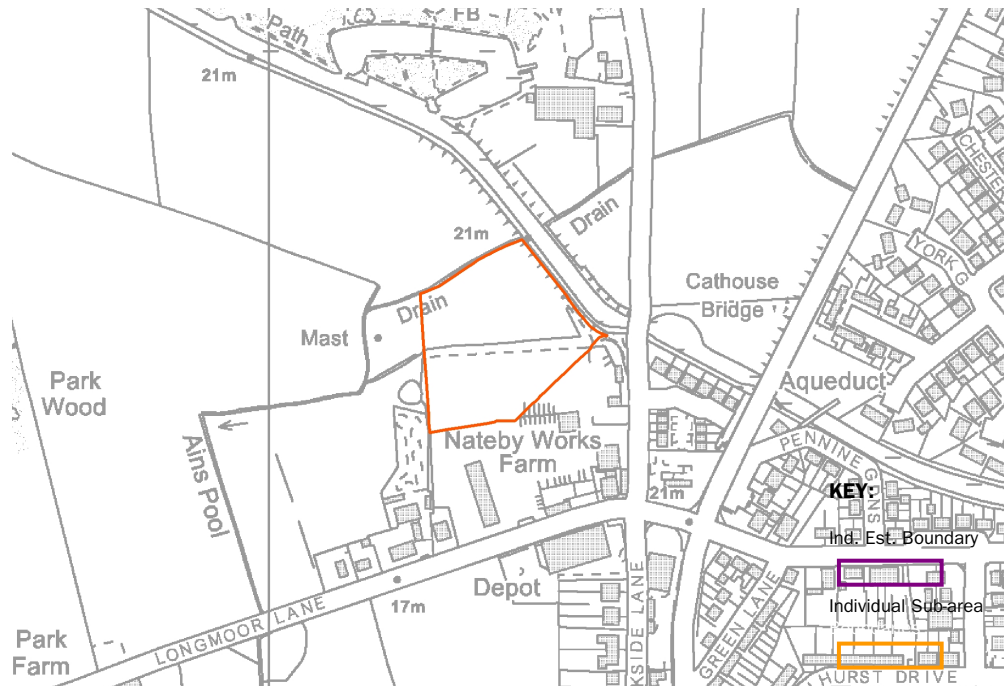 FB
Path
21m
Drain
21m
CHESTER
YORK G
Cathouse
Bridge
Drain
Mast
Park
Wood
Aqueduct
Ains Pool
Nateby Works
Farm
PENNINE GDNS
KEY:
21m
Ind. Est. Boundary
Depot
Individual Sub-area
17m
LONGMOOR LANE
KSIDE LANE
GREEN LANE
Park
Farm
HURST DRIVE